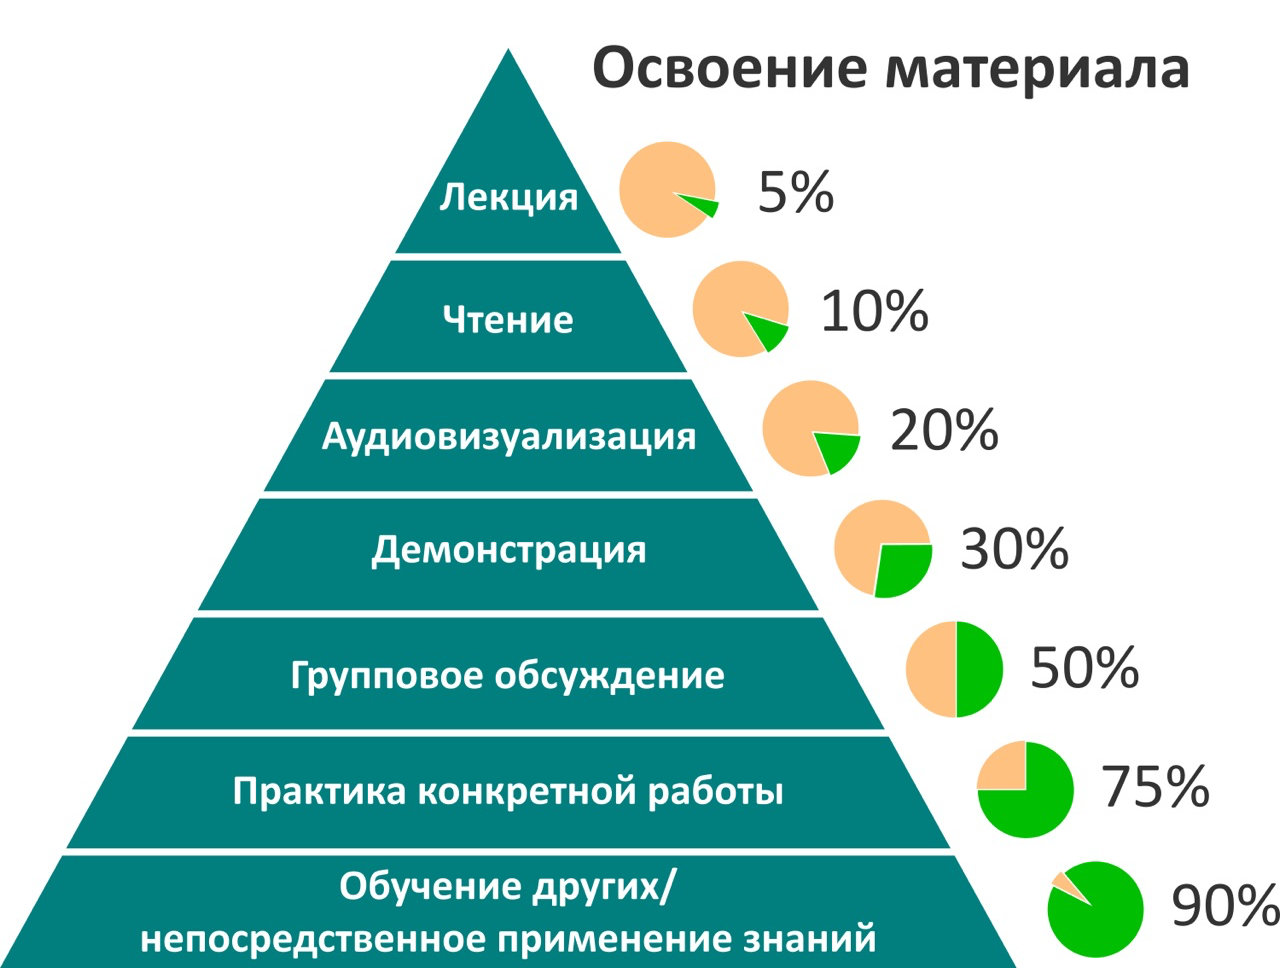 Освоение материала
Лекция
5%
Чтение
10%
Аудиовизуализация
20%
Демонстрация
30%
Групповое обсуждение
50%
Практика конкретной работы
75%
Обучение других/
непосредственное применение знаний
90%